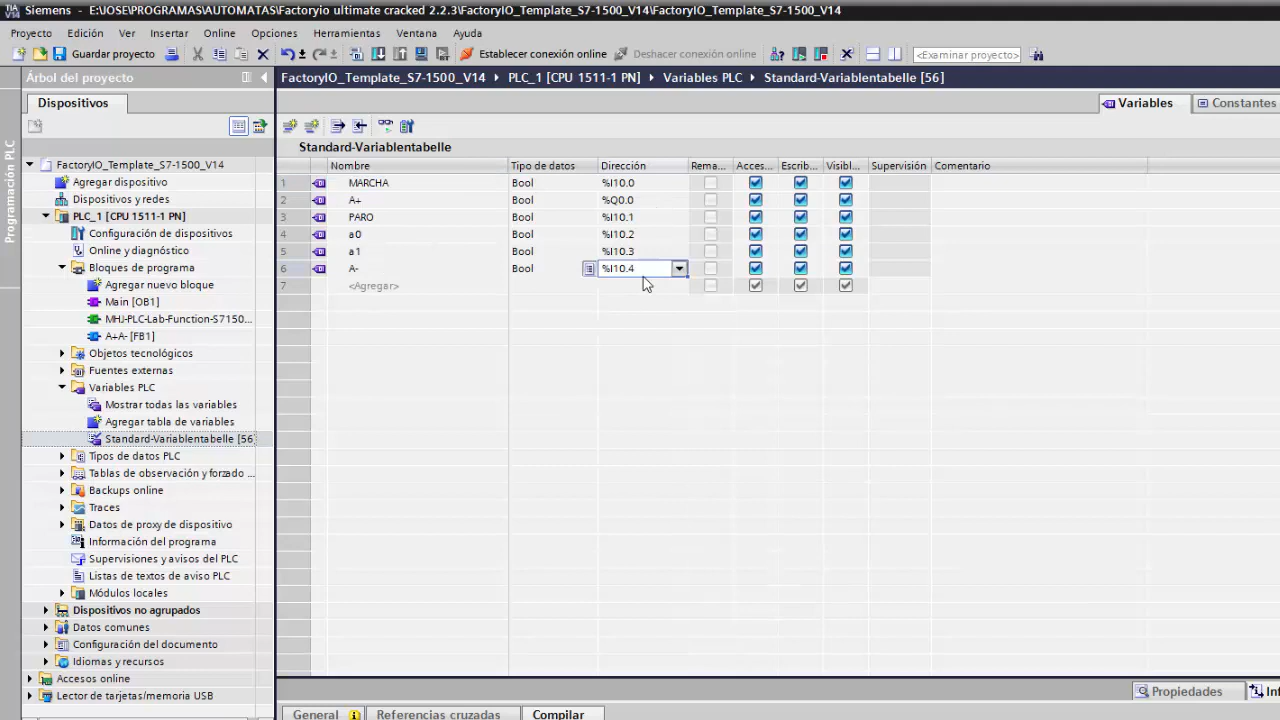 TIA V14 Siemens - E:\JOSE\PROGRAMAS\AUTOMATAS\Factoryio ultimate cracked 2.2.3\FactoryIO_Template_S7-1500_V14\FactoryIO_Template_S7-1500_V14
Proyecto Edición Ver Insertar Online Opciones Herramientas Ventana Ayuda
Guardar proyecto Establecer conexión online Deshacer conexión online <Examinar proyecto>
Árbol del proyecto
FactoryIO_Template_S7-1500_V14 PLC_1 [CPU 1511-1 PN] Variables PLC Standard-Variablentabelle [56]
Dispositivos
Variables Constantes
Programación PLC
Standard-Variablentabelle
Nombre Tipo de datos Dirección Rema... Acces... Escrib... Visibl... Supervisión Comentario
1 MARCHA Bool %I10.0
2 A+ Bool %Q0.0
3 PARO Bool %I10.1
4 a0 Bool %I10.2
5 a1 Bool %I10.3
6 A- Bool %I10.4
7 <Agregar>
FactoryIO_Template_S7-1500_V14
Agregar dispositivo
Dispositivos y redes
PLC_1 [CPU 1511-1 PN]
Configuración de dispositivos
Online y diagnóstico
Bloques de programa
Agregar nuevo bloque
Main [OB1]
MHJ-PLC-Lab-Function-S7150...
A+A- [FB1]
Objetos tecnológicos
Fuentes externas
Variables PLC
Mostrar todas las variables
Agregar tabla de variables
Standard-Variablentabelle [56
Tipos de datos PLC
Tablas de observación y forzado ...
Backups online
Traces
Datos de proxy de dispositivo
Información del programa
Supervisiones y avisos del PLC
Listas de textos de aviso PLC
Módulos locales
Dispositivos no agrupados
Datos comunes
Configuración del documento
Idiomas y recursos
Accesos online
Lector de tarjetas/memoria USB
Propiedades Inf
General Referencias cruzadas Compilar